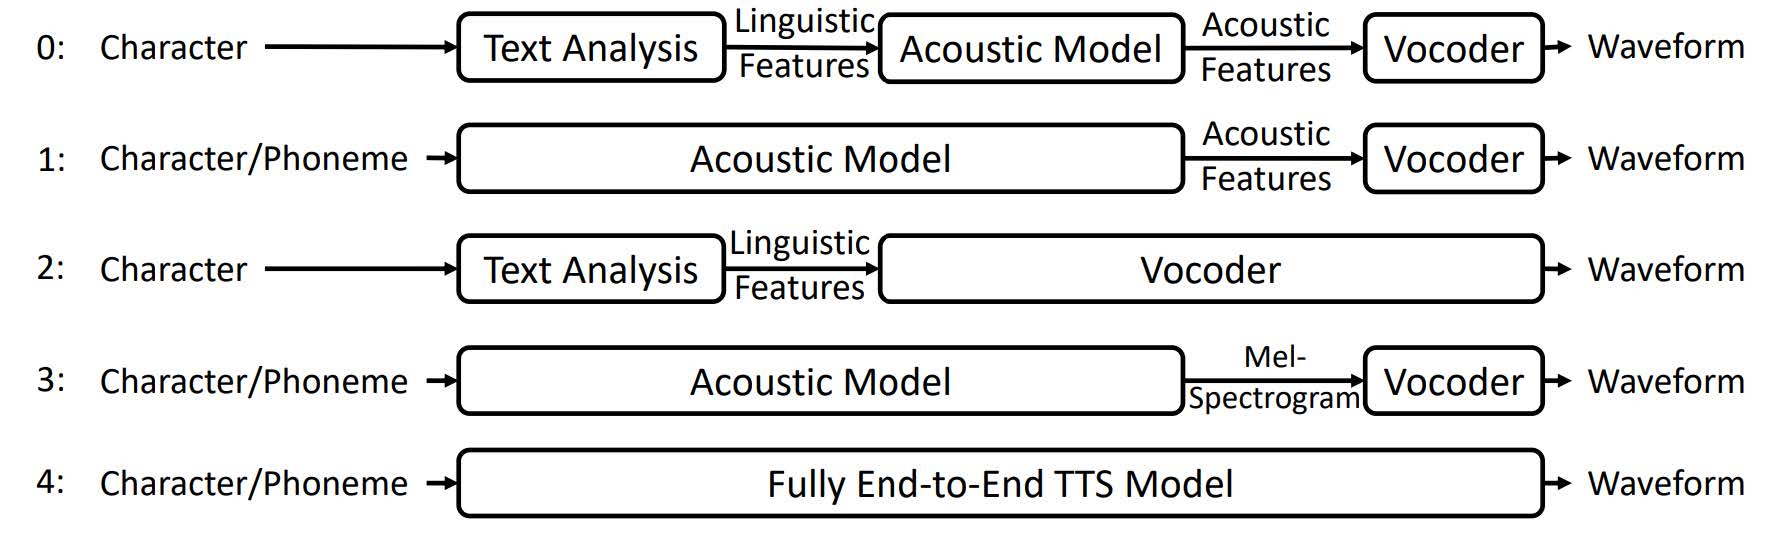 0: Character Text Analysis Linguistic Features Acoustic Model Acoustic Features Vocoder Waveform
1: Character/Phoneme Acoustic Model Acoustic Features Vocoder Waveform
2: Character Text Analysis Linguistic Features Vocoder Waveform
3: Character/Phoneme Acoustic Model Mel-Spectrogram Vocoder Waveform
4: Character/Phoneme Fully End-to-End TTS Model Waveform